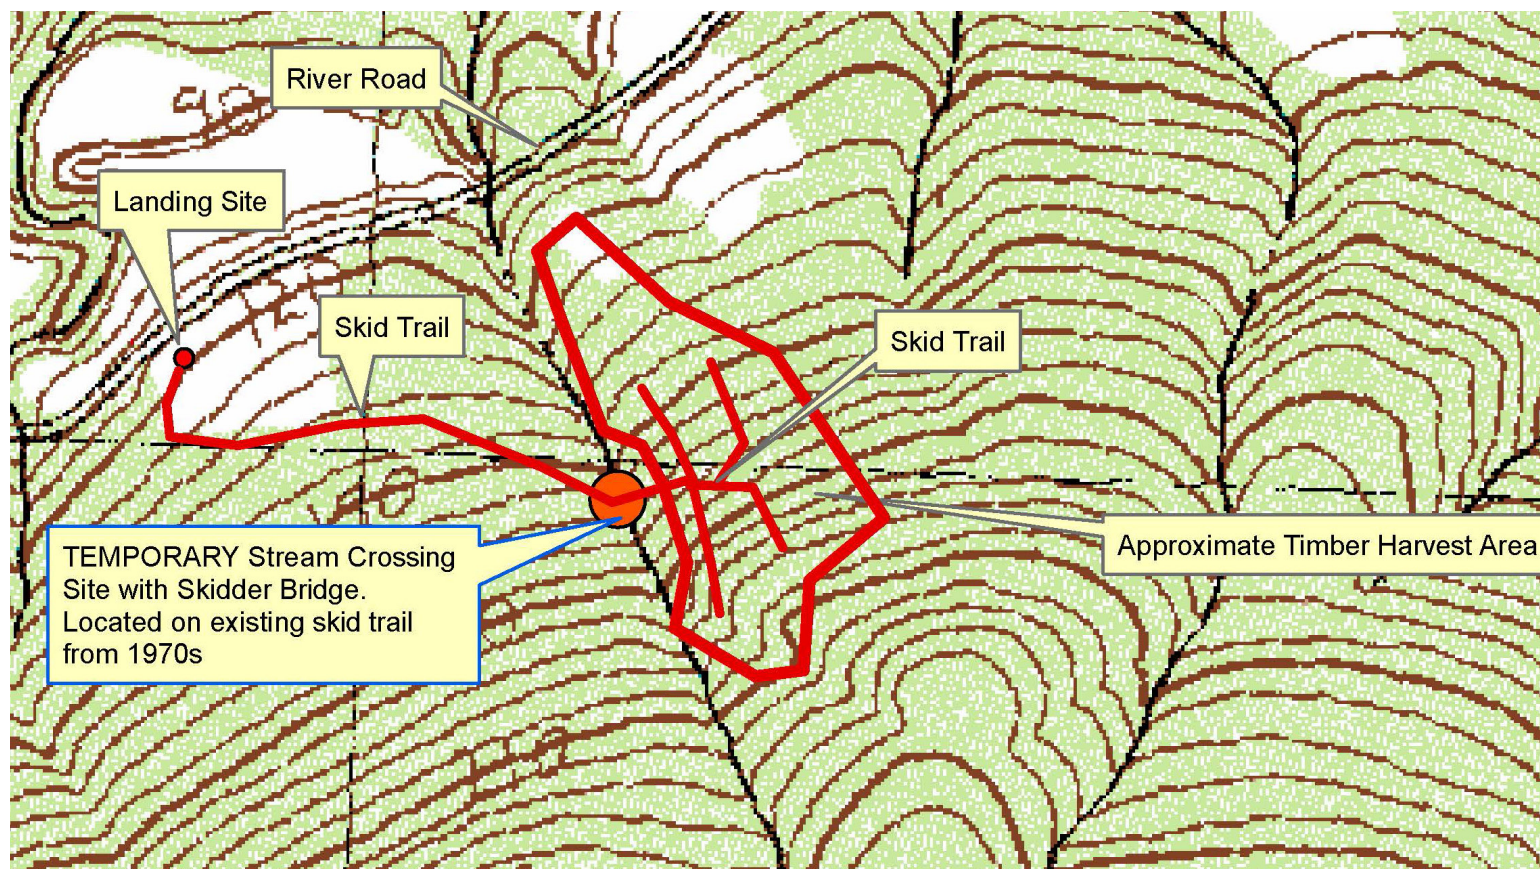 River Road
Landing Site
Skid Trail
Skid Trail
TEMPORARY Stream Crossing
Site with Skidder Bridge.
Located on existing skid trail
from 1970s
Approximate Timber Harvest Area